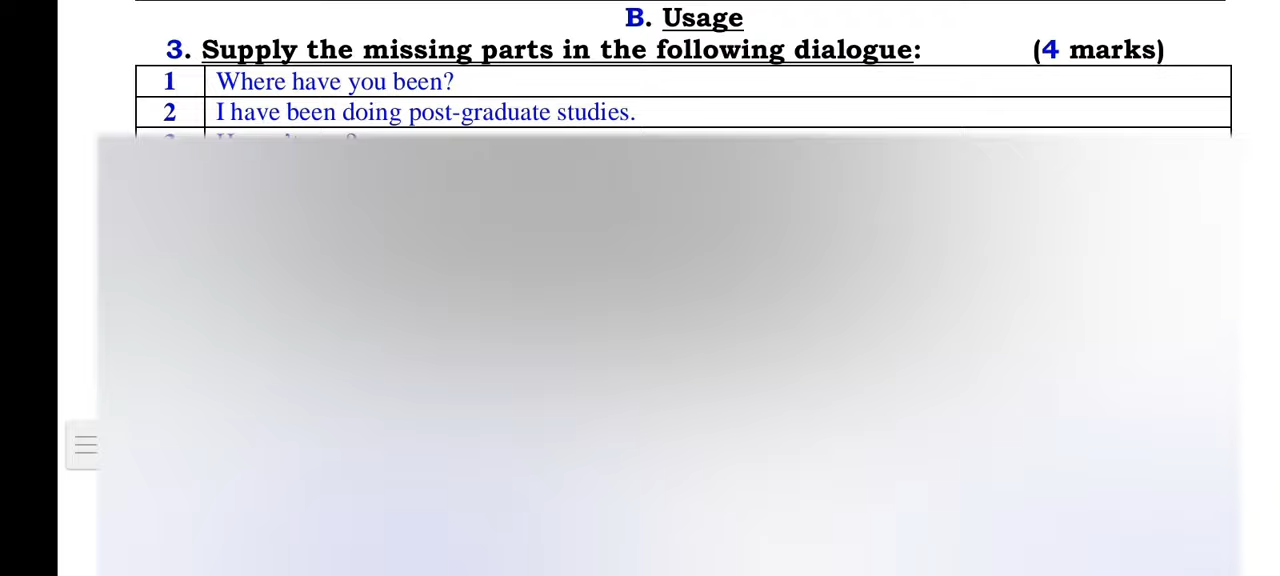 B. Usage
3. Supply the missing parts in the following dialogue: (4 marks)
1 Where have you been?
2 I have been doing post-graduate studies.